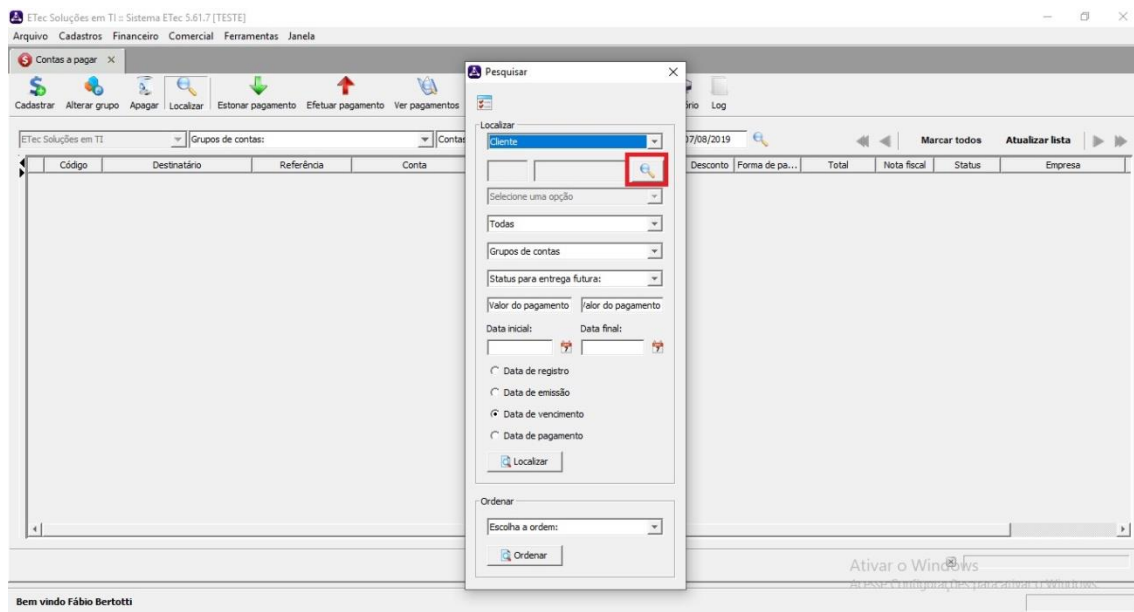 ETec Soluções em TI :: Sistema ETec 5.61.7 [TESTE]
Arquivo Cadastros Financeiro Comercial Ferramentas Janela
Contas a pagar
Cadastrar Alterar grupo Apagar Localizar Estonar pagamento Efetuar pagamento Ver pagamentos
Log
ETec Soluções em TI
Grupos de contas:
07/08/2019
Marcar todos
Atualizar lista
Código Destinatário Referência Conta
Desconto Forma de pa... Total Nota fiscal Status Empresa
Pesquisar
Localizar
Cliente
Selecione uma opção
Todas
Grupos de contas
Status para entrega futura:
Valor do pagamento
Data inicial: Data final:
Data de registro
Data de emissão
Data de vencimento
Data de pagamento
Localizar
Ordenar
Escolha a ordem:
Ordenar
Ativar o Windows
Bem vindo Fábio Bertotti